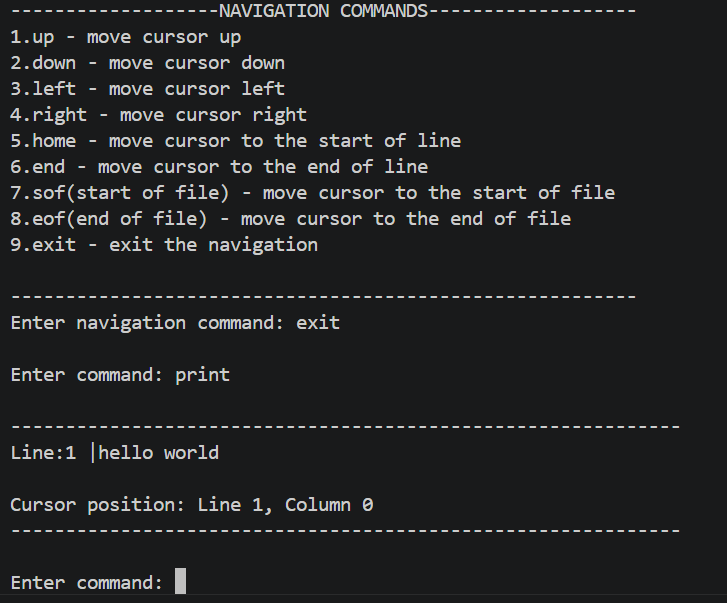 -------------------NAVIGATION COMMANDS-------------------
1.up - move cursor up
2.down - move cursor down
3.left - move cursor left
4.right - move cursor right
5.home - move cursor to the start of line
6.end - move cursor to the end of line
7.sof(start of file) - move cursor to the start of file
8.eof(end of file) - move cursor to the end of file
9.exit - exit the navigation
---------------------------------------------------------
Enter navigation command: exit
Enter command: print
-------------------------------------------------------------
Line:1 |hello world
Cursor position: Line 1, Column 0
-------------------------------------------------------------
Enter command: